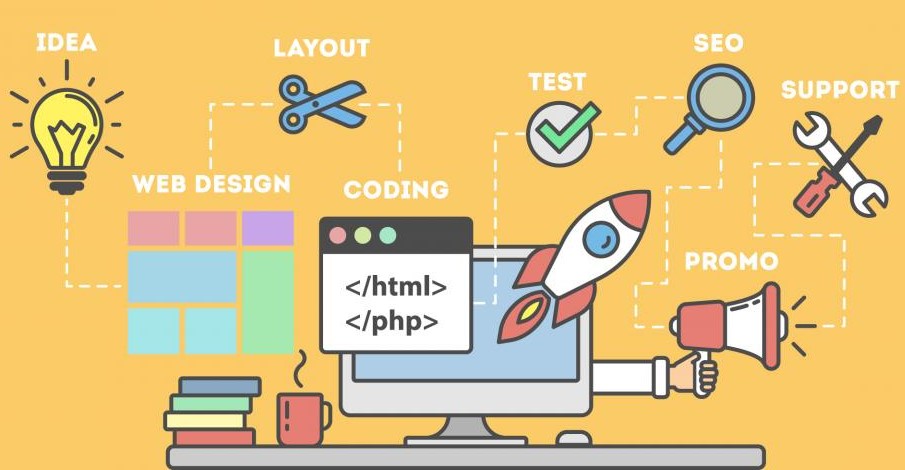 IDEA
LAYOUT
WEB DESIGN
CODING
</html>
</php>
TEST
SEO
PROMO
SUPPORT